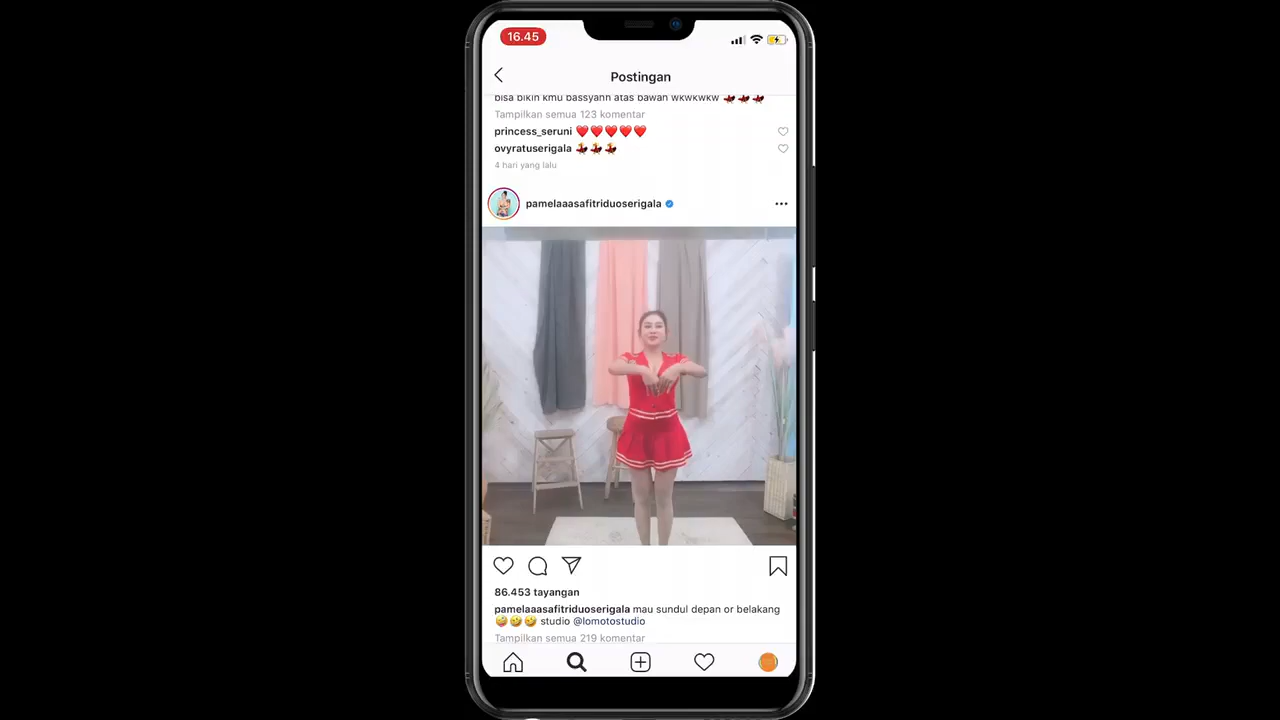 16.45
Postingan
bisa bikin kmu bassyahh atas bawah wkwkwkw 💃💃💃
Tampilkan semua 123 komentar
princess_seruni ❤️❤️❤️❤️❤️
ovyratuserigala 💃💃💃
4 hari yang lalu
pamelaaasafitriduoserigala
86.453 tayangan
pamelaaasafitriduoserigala mau sundul depan or belakang
🤣🤣🤣 studio @lomotostudio
Tampilkan semua 219 komentar